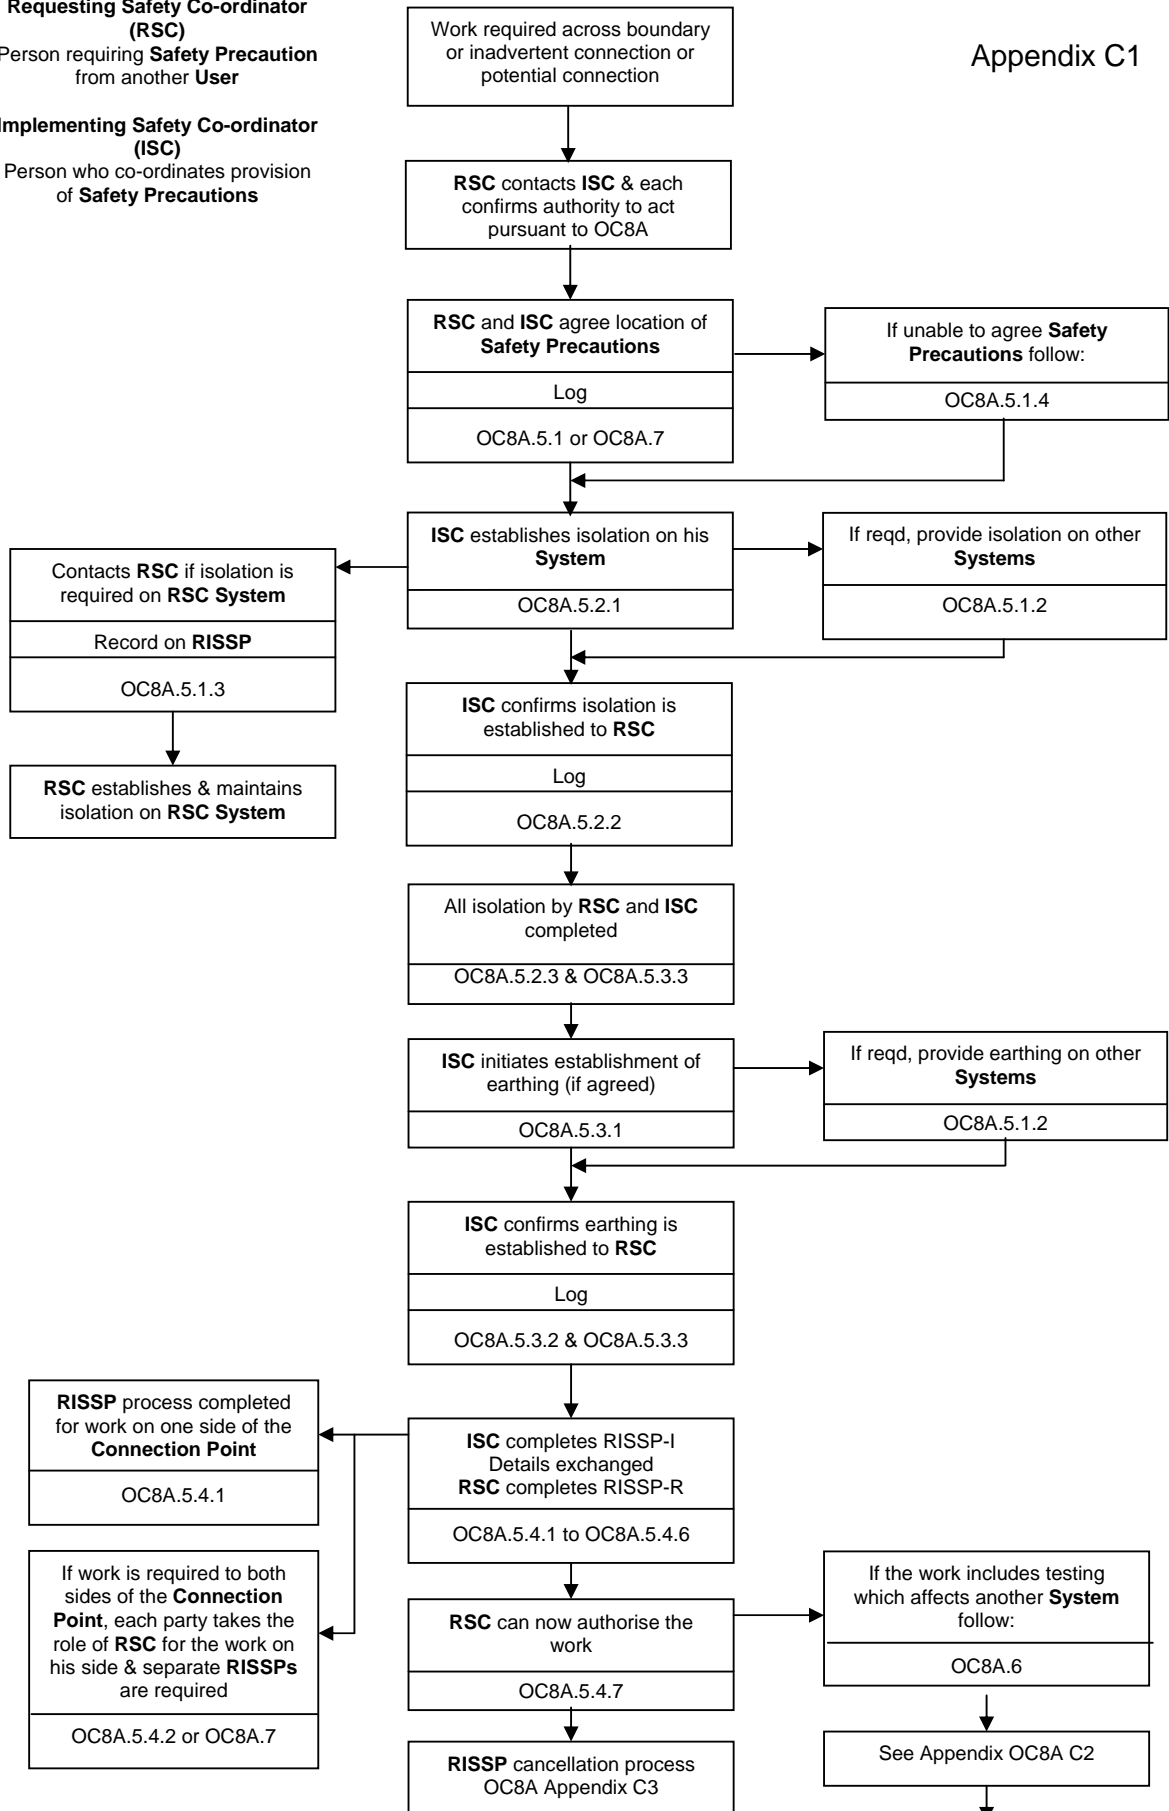 Requesting Safety Co-ordinator
(RSC)
Person requiring Safety Precaution
from another User
Implementing Safety Co-ordinator
(ISC)
Person who co-ordinates provision
of Safety Precautions
Appendix C1
Work required across boundary
or inadvertent connection or
potential connection
RSC contacts ISC & each
confirms authority to act
pursuant to OC8A
RSC and ISC agree location of
Safety Precautions
Log
OC8A.5.1 or OC8A.7
If unable to agree Safety
Precautions follow:
OC8A.5.1.4
ISC establishes isolation on his
System
OC8A.5.2.1
If reqd, provide isolation on other
Systems
OC8A.5.1.2
Contacts RSC if isolation is
required on RSC System
Record on RISSP
OC8A.5.1.3
RSC establishes & maintains
isolation on RSC System
ISC confirms isolation is
established to RSC
Log
OC8A.5.2.2
All isolation by RSC and ISC
completed
OC8A.5.2.3 & OC8A.5.3.3
ISC initiates establishment of
earthing (if agreed)
OC8A.5.3.1
If reqd, provide earthing on other
Systems
OC8A.5.1.2
ISC confirms earthing is
established to RSC
Log
OC8A.5.3.2 & OC8A.5.3.3
RISSP process completed
for work on one side of the
Connection Point
OC8A.5.4.1
ISC completes RISSP-I
Details exchanged
RSC completes RISSP-R
OC8A.5.4.1 to OC8A.5.4.6
If work is required to both
sides of the Connection
Point, each party takes the
role of RSC for the work on
his side & separate RISSPs
are required
OC8A.5.4.2 or OC8A.7
RSC can now authorise the
work
OC8A.5.4.7
If the work includes testing
which affects another System
follow:
OC8A.6
See Appendix OC8A C2
RISSP cancellation process
OC8A Appendix C3